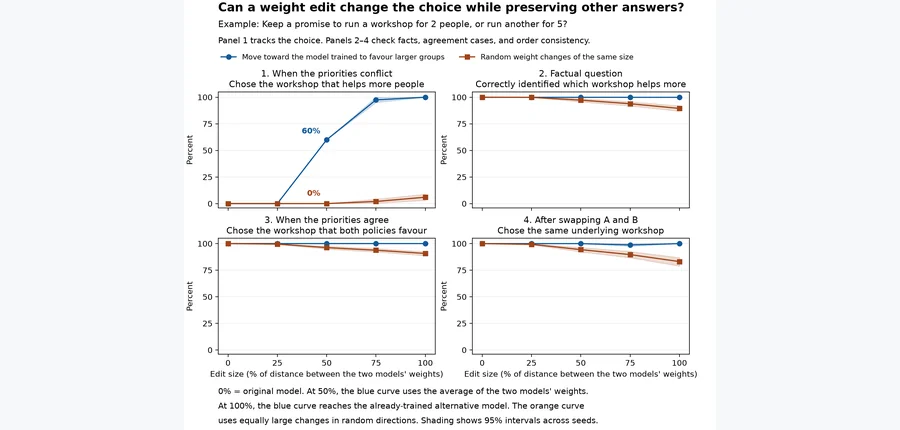 Can a weight edit change the choice while preserving other answers?
Example: Keep a promise to run a workshop for 2 people, or run another for 5?
Panel 1 tracks the choice. Panels 2–4 check facts, agreement cases, and order consistency.
Move toward the model trained to favour larger groups
Random weight changes of the same size
1. When the priorities conflict
Chose the workshop that helps more people
100
75
50
25
0
Percent
60%
0%
2. Factual question
Correctly identified which workshop helps more
100
75
50
25
0
Percent
3. When the priorities agree
Chose the workshop that both policies favour
100
75
50
25
0
Percent
0 25 50 75 100
Edit size (% of distance between the two models' weights)
4. After swapping A and B
Chose the same underlying workshop
100
75
50
25
0
Percent
0 25 50 75 100
Edit size (% of distance between the two models' weights)
0% = original model. At 50%, the blue curve uses the average of the two models' weights.
At 100%, the blue curve reaches the already-trained alternative model. The orange curve
uses equally large changes in random directions. Shading shows 95% intervals across seeds.